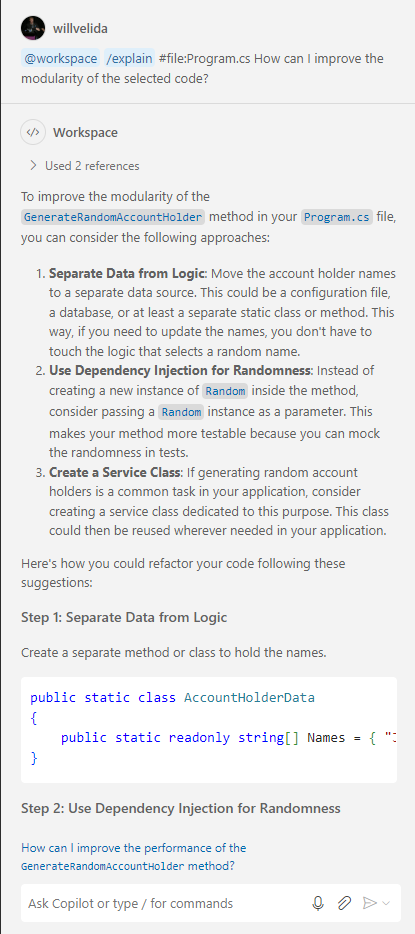 willvelida
@workspace /explain #file:Program.cs How can I improve the
modularity of the selected code?
Workspace
Used 2 references
To improve the modularity of the
GenerateRandomAccountHolder method in your Program.cs file,
you can consider the following approaches:
1. Separate Data from Logic: Move the account holder names
to a separate data source. This could be a configuration file,
a database, or at least a separate static class or method. This
way, if you need to update the names, you don't have to
touch the logic that selects a random name.
2. Use Dependency Injection for Randomness: Instead of
creating a new instance of Random inside the method,
consider passing a Random instance as a parameter. This
makes your method more testable because you can mock
the randomness in tests.
3. Create a Service Class: If generating random account
holders is a common task in your application, consider
creating a service class dedicated to this purpose. This class
could then be reused wherever needed in your application.
Here's how you could refactor your code following these
suggestions:
Step 1: Separate Data from Logic
Create a separate method or class to hold the names.
public static class AccountHolderData
{
public static readonly string[] Names = { "
}
Step 2: Use Dependency Injection for Randomness
How can I improve the performance of the
GenerateRandomAccountHolder method?
Ask Copilot or type / for commands